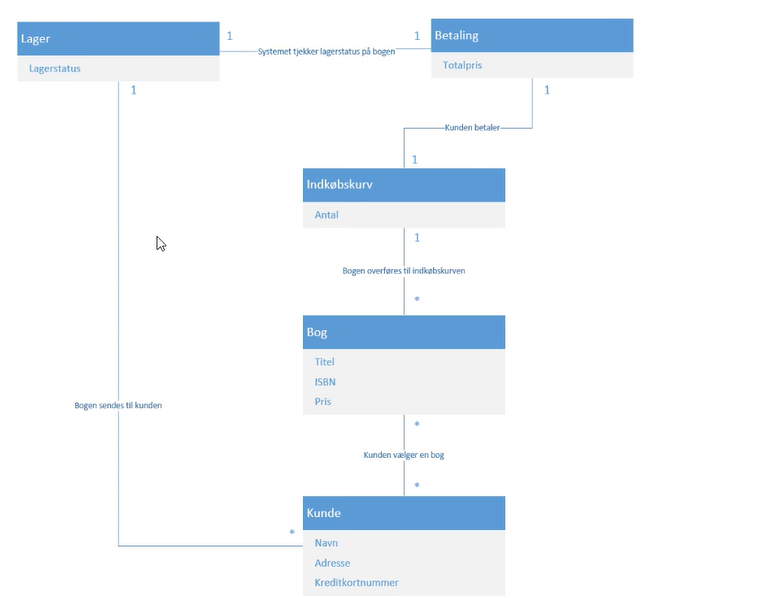 Lager
1
Systemet tjekker lagerstatus på bogen
1
Betaling
Lagerstatus
Totalpris
1
1
Kunden betaler
1
Indkøbskurv
Antal
1
Bogen overføres til indkøbskurven
*
Bog
Titel
ISBN
Pris
Bogen sendes til kunden
*
Kunden vælger en bog
*
Kunde
*
Navn
Adresse
Kreditkortnummer